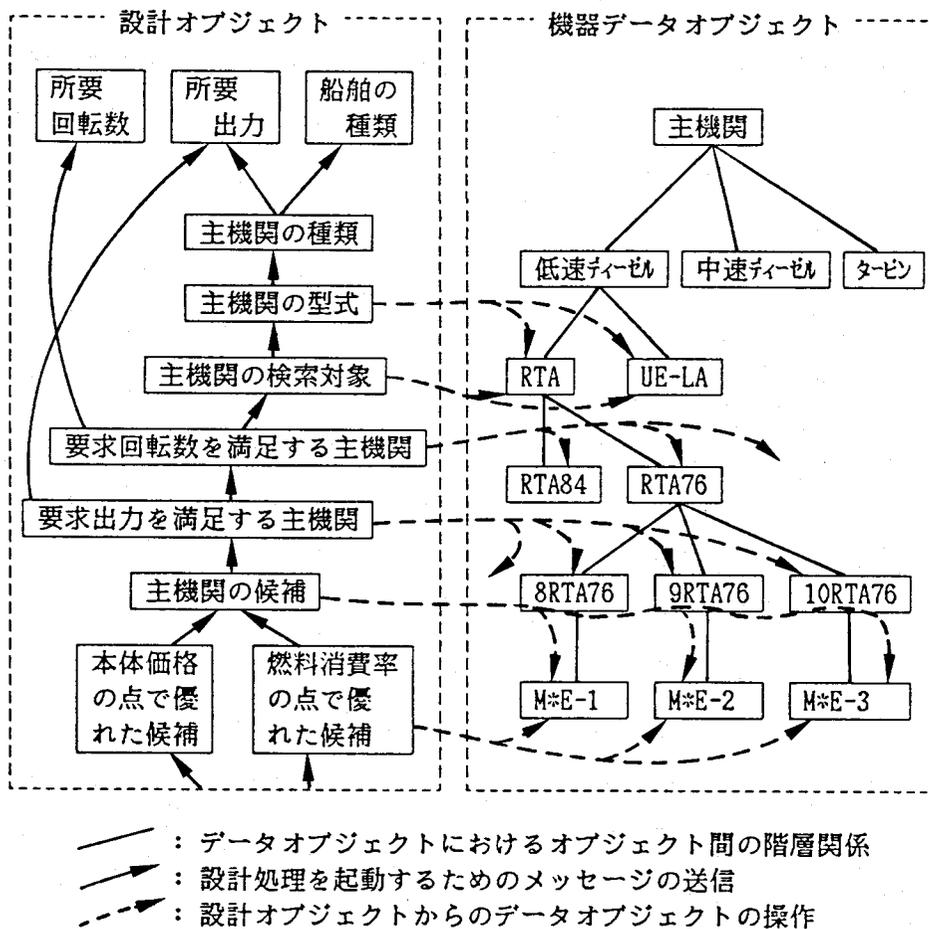 設計オブジェクト
所要
回転数
所要
出力
船舶の
種類
主機関の種類
主機関の型式
主機関の検索対象
要求回転数を満足する主機関
要求出力を満足する主機関
主機関の候補
本体価格
の点で優
れた候補
燃料消費率
の点で優
れた候補
機器データオブジェクト
主機関
低速ディーゼル
中速ディーゼル
タービン
RTA
UE-LA
RTA84
RTA76
8RTA76
9RTA76
10RTA76
M*E-1
M*E-2
M*E-3
：データオブジェクトにおけるオブジェクト間の階層関係
：設計処理を起動するためのメッセージの送信
：設計オブジェクトからのデータオブジェクトの操作